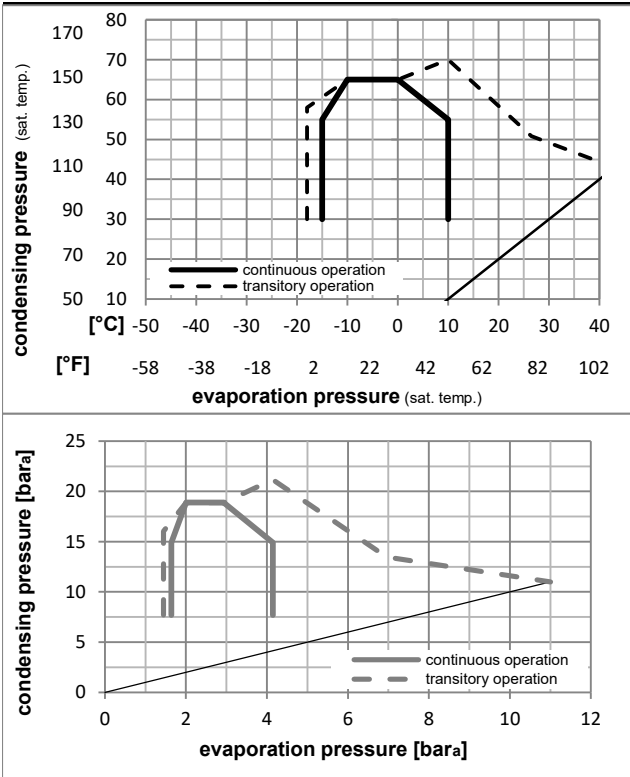 condensing pressure (sat. temp.)
170 80
70
150 60
130 50
110 40
90 30
70 20
50 10
continuous operation
transitory operation
[°C] -50 -40 -30 -20 -10 0 10 20 30 40
[°F] -58 -38 -18 2 22 42 62 82 102
evaporation pressure (sat. temp.)
condensing pressure [bara]
25
20
15
10
5
0
continuous operation
transitory operation
0 2 4 6 8 10 12
evaporation pressure [bara]